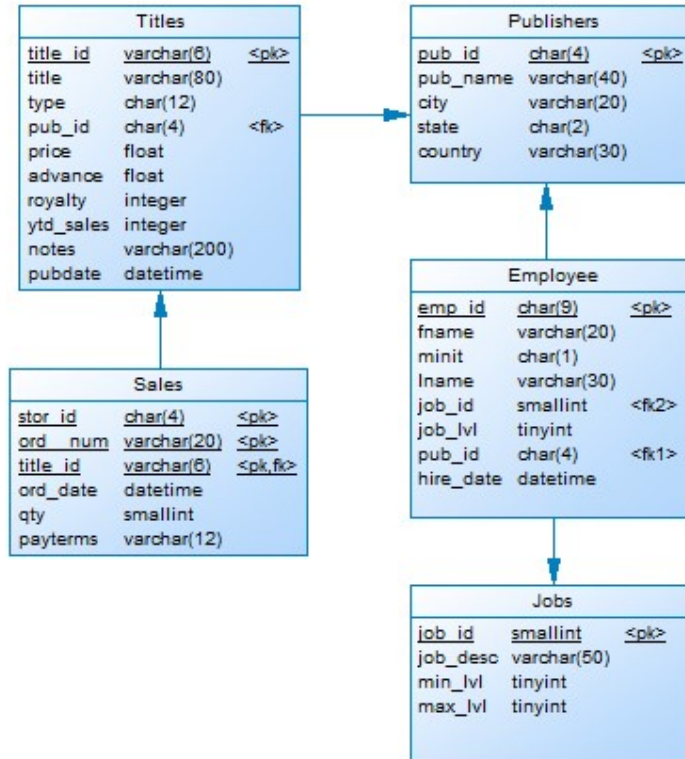 Titles
title_id varchar(6) <pk>
title varchar(80)
type char(12)
pub_id char(4) <fk>
price float
advance float
royalty integer
ytd_sales integer
notes varchar(200)
pubdate datetime
Publishers
pub_id char(4) <pk>
pub_name varchar(40)
city varchar(20)
state char(2)
country varchar(30)
Sales
stor_id char(4) <pk>
ord_num varchar(20) <pk>
title_id varchar(6) <pk,fk>
ord_date datetime
qty smallint
payterms varchar(12)
Employee
emp_id char(9) <pk>
fname varchar(20)
minit char(1)
lname varchar(30)
job_id smallint <fk2>
job_lvl tinyint
pub_id char(4) <fk1>
hire_date datetime
Jobs
job_id smallint <pk>
job_desc varchar(50)
min_lvl tinyint
max_lvl tinyint